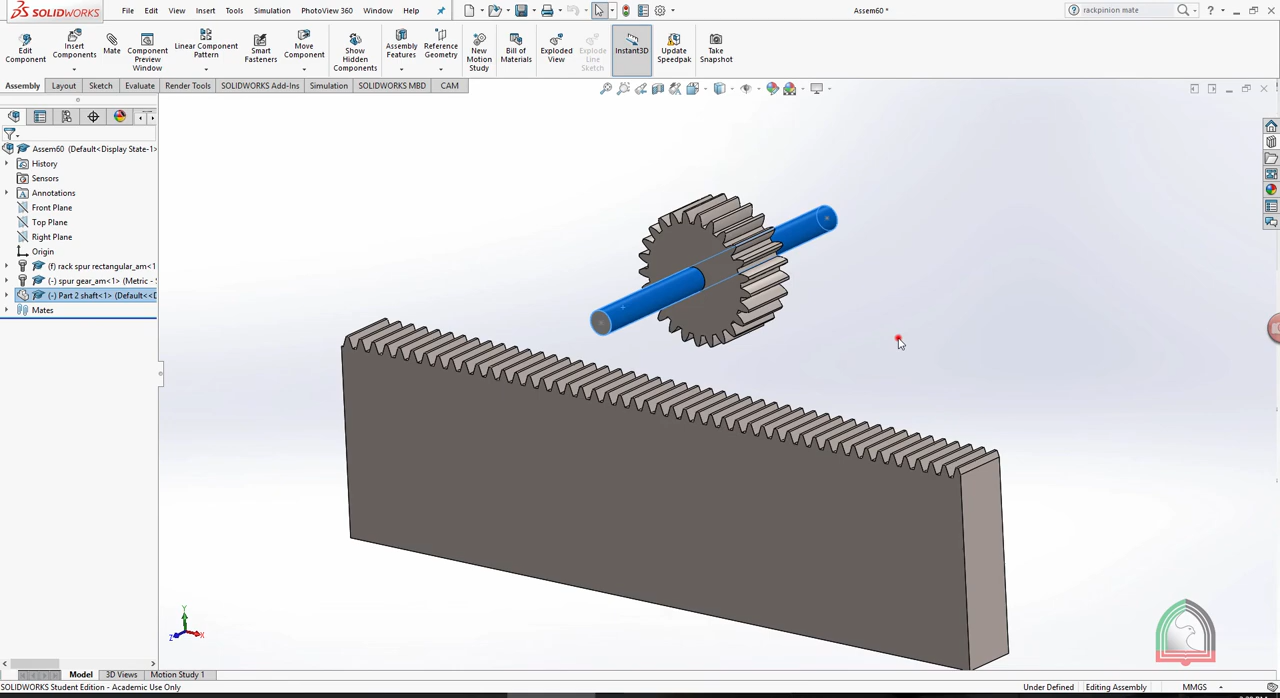 SOLIDWORKS File Edit View Insert Tools Simulation PhotoView 360 Window Help Assem60 * rackpinion mate
Edit Component
Insert Components
Mate
Component Preview Window
Linear Component Pattern
Smart Fasteners
Move Component
Show Hidden Components
Assembly Features
Reference Geometry
New Motion Study
Bill of Materials
Exploded View
Explode Line Sketch
Instant3D
Update Speedpak
Take Snapshot
Assembly Layout Sketch Evaluate Render Tools SOLIDWORKS Add-Ins Simulation SOLIDWORKS MBD CAM
Assem60 (Default<Display State-1>
History
Sensors
Annotations
Front Plane
Top Plane
Right Plane
Origin
(f) rack spur rectangular_am<1
(-) spur gear_am<1> (Metric - S
(-) Part 2 shaft<1> (Default<<D
Mates
Y
Z X
Model 3D Views Motion Study 1
SOLIDWORKS Student Edition - Academic Use Only Under Defined Editing Assembly MMGS